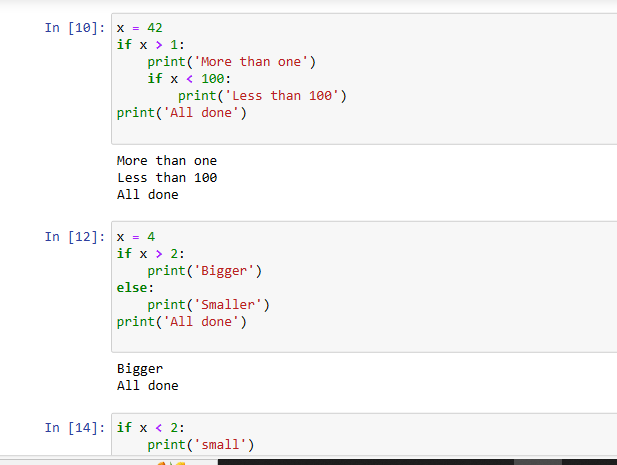 In [10]: x = 42
if x > 1:
    print('More than one')
    if x < 100:
        print('Less than 100')
print('All done')
More than one
Less than 100
All done
In [12]: x = 4
if x > 2:
    print('Bigger')
else:
    print('Smaller')
print('All done')
Bigger
All done
In [14]: if x < 2:
    print('small')